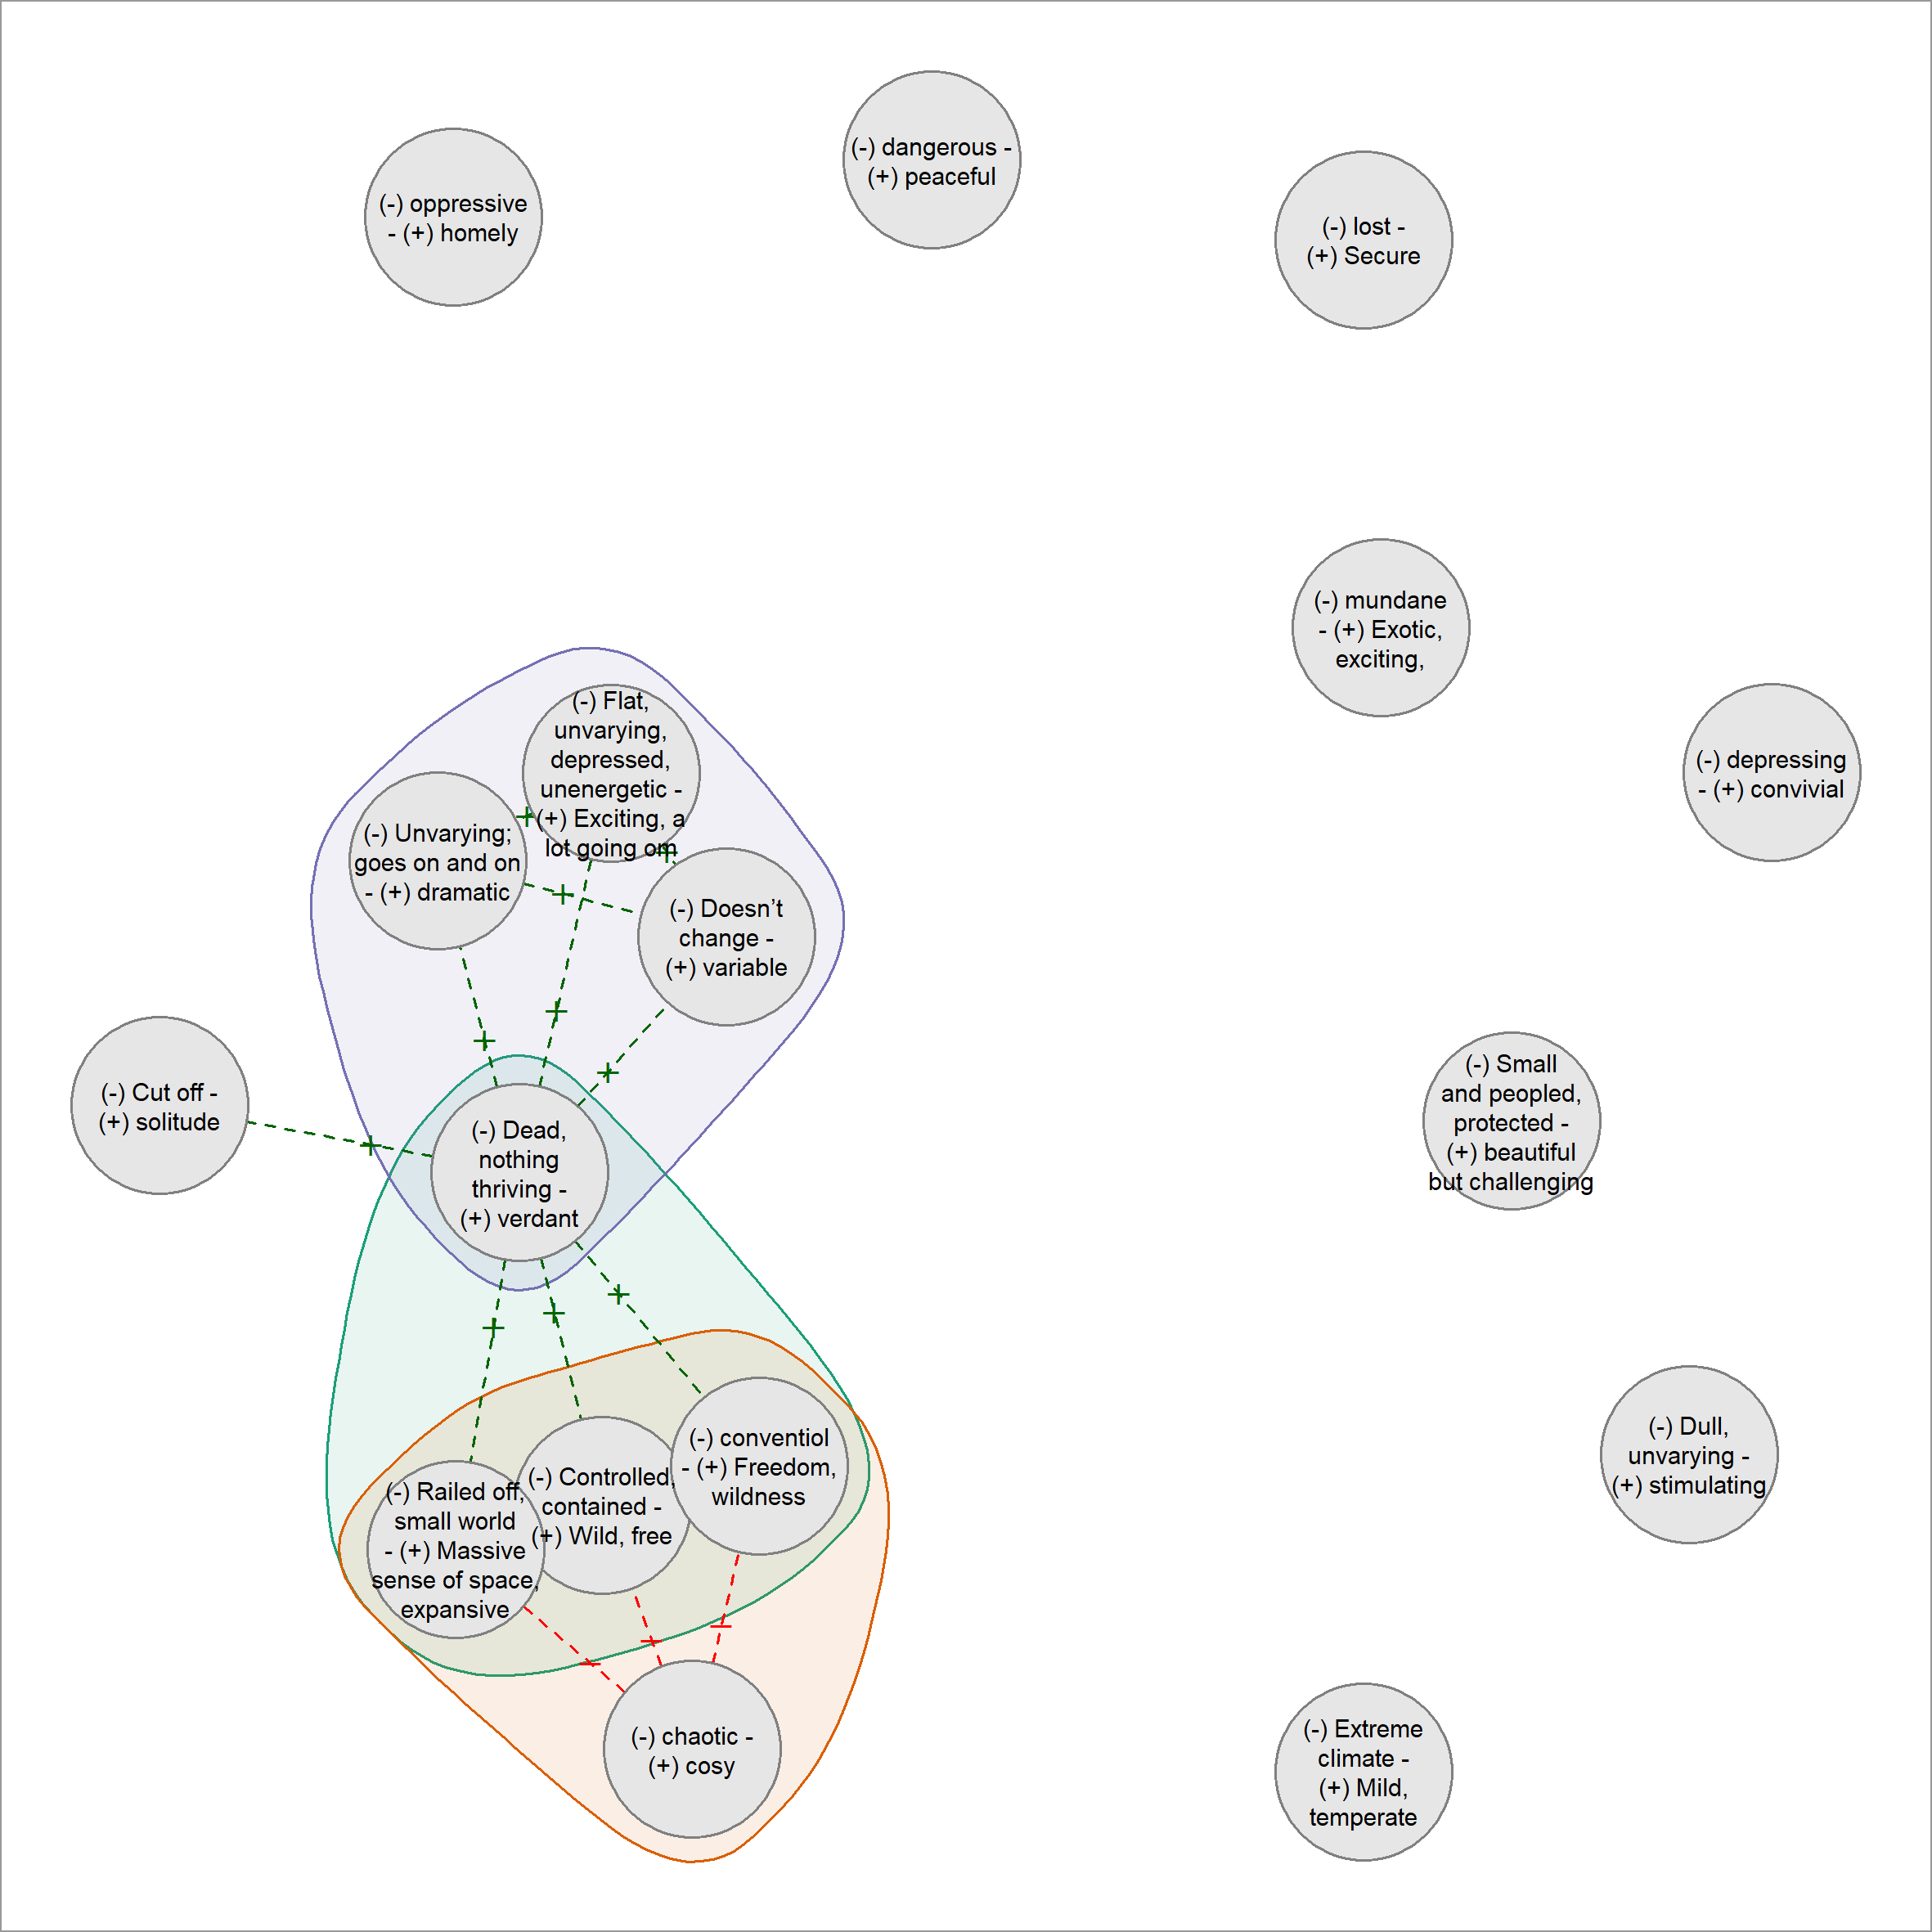 (-) dangerous -
(+) peaceful
(-) oppressive
- (+) homely
(-) lost -
(+) Secure
(-) mundane
- (+) Exotic,
exciting,
(-) Flat,
unvarying,
depressed,
unenergetic -
(+) Exciting, a
lot going om
(-) depressing
- (+) convivial
(-) Unvarying;
goes on and on
- (+) dramatic
(-) Doesn't
change -
(+) variable
(-) Cut off -
(+) solitude
(-) Small
and peopled,
protected -
(+) beautiful
but challenging
(-) Dead,
nothing
thriving -
(+) verdant
(-) conventiol
- (+) Freedom,
wildness
(-) Dull,
unvarying -
(+) stimulating
(-) Controlled,
contained -
(+) Wild, free
(-) Railed off,
small world
- (+) Massive
sense of space,
expansive
(-) chaotic -
(+) cosy
(-) Extreme
climate -
(+) Mild,
temperate